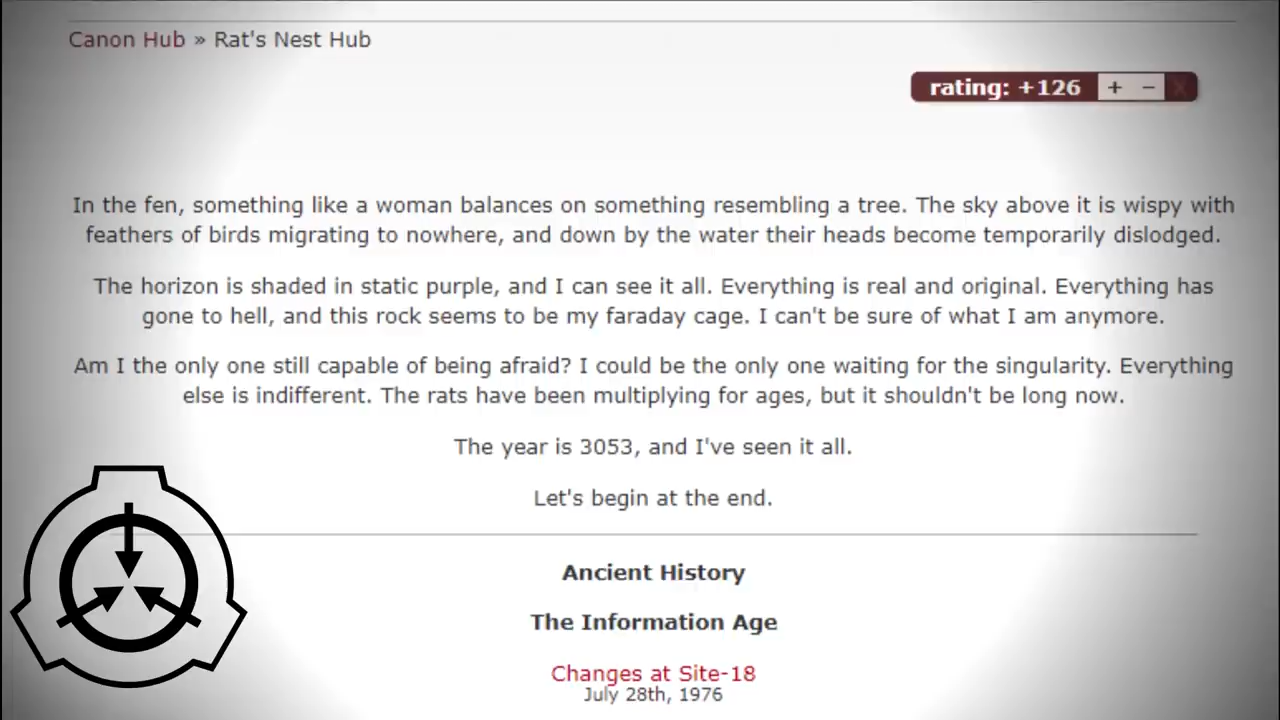 Canon Hub » Rat's Nest Hub
rating: +126 + − X
In the fen, something like a woman balances on something resembling a tree. The sky above it is wispy with
feathers of birds migrating to nowhere, and down by the water their heads become temporarily dislodged.
The horizon is shaded in static purple, and I can see it all. Everything is real and original. Everything has
gone to hell, and this rock seems to be my faraday cage. I can't be sure of what I am anymore.
Am I the only one still capable of being afraid? I could be the only one waiting for the singularity. Everything
else is indifferent. The rats have been multiplying for ages, but it shouldn't be long now.
The year is 3053, and I've seen it all.
Let's begin at the end.
Ancient History
The Information Age
Changes at Site-18
July 28th, 1976